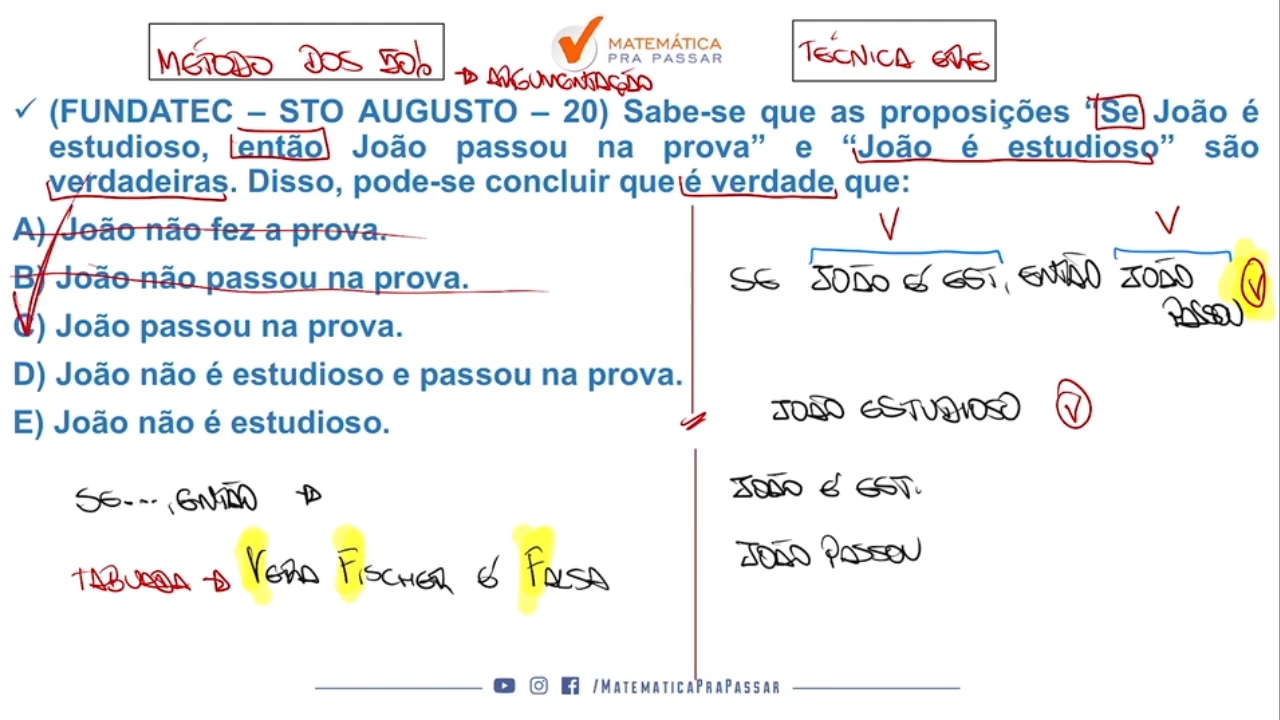 MÉTODO DOS 50%
MATEMÁTICA
PRA PASSAR
TÉCNICA
→ ARGUMENTAÇÃO
✓ (FUNDATEC – STO AUGUSTO – 20) Sabe-se que as proposições “Se João é
estudioso, então João passou na prova” e “João é estudioso” são
verdadeiras. Disso, pode-se concluir que é verdade que:
A) João não fez a prova.
B) João não passou na prova.
C) João passou na prova.
D) João não é estudioso e passou na prova.
E) João não é estudioso.
V V
SE JOÃO É EST., ENTÃO JOÃO V
PASSOU
JOÃO ESTUDIOSO V
JOÃO É EST.
JOÃO PASSOU
SE---, ENTÃO →
TABUADA → VERA FISCHER É FALSA
/MATEMATICAPRAPASSAR